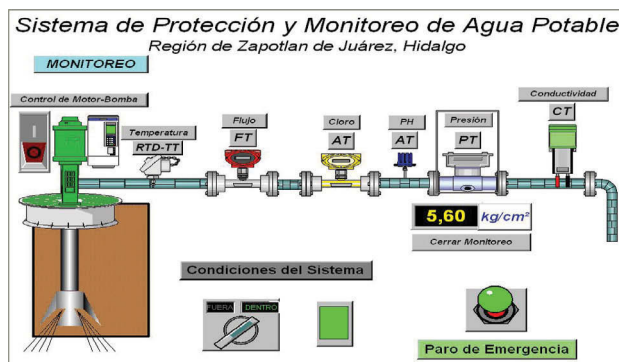 Sistema de Protección y Monitoreo de Agua Potable
Región de Zapotlan de Juárez, Hidalgo
MONITOREO
Control de Motor-Bomba
Temperatura
RTD-TT
Flujo
FT
Cloro
AT
PH
AT
Presión
PT
Conductividad
CT
5,60 kg/cm²
Cerrar Monitoreo
Condiciones del Sistema
FUERA DENTRO
Paro de Emergencia